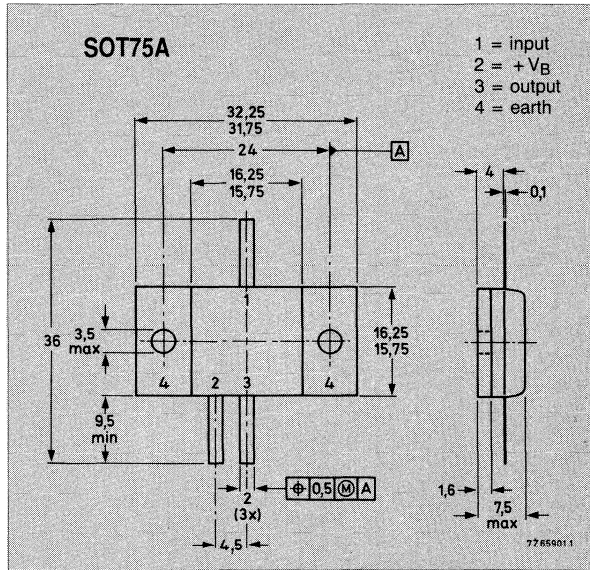 SOT75A
1 = input
2 = + VB
3 = output
4 = earth
32,25
31,75
24
A
16,25
15,75
4
0,1
1
36
3,5
max
16,25
15,75
4
2
3
4
9,5
min
2
(3x)
⌖ 0,5 Ⓜ A
4,5
1,6
7,5
max
7Z65901.1